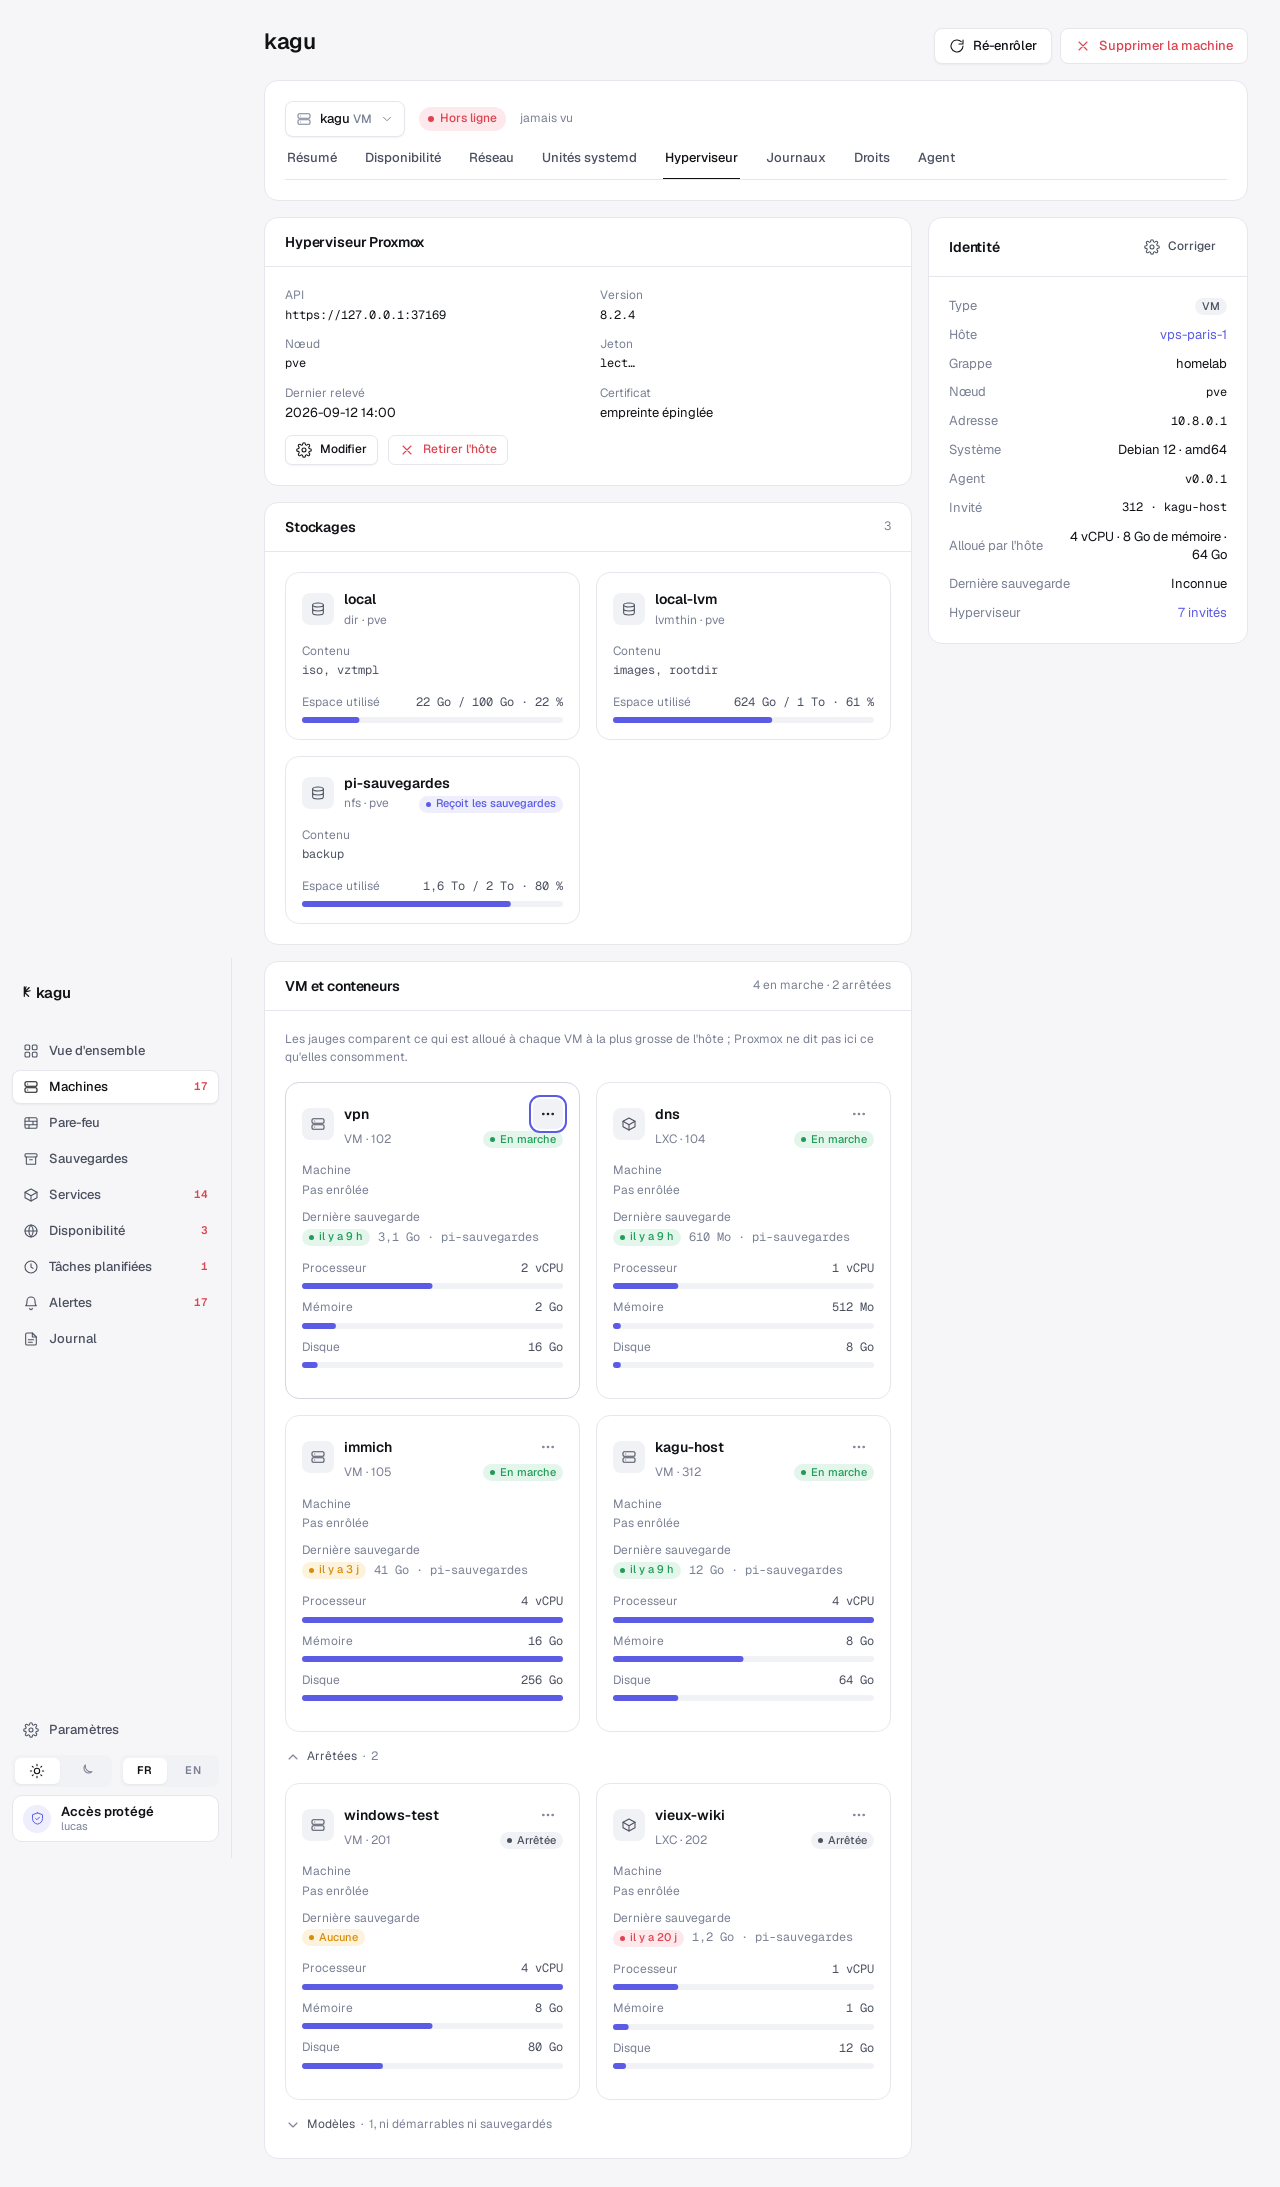 kagu
Ré-enrôler
Supprimer la machine
kagu VM
Hors ligne
jamais vu
Résumé
Disponibilité
Réseau
Unités systemd
Hyperviseur
Journaux
Droits
Agent
Hyperviseur Proxmox
API
https://127.0.0.1:37169
Version
8.2.4
Nœud
pve
Jeton
lect…
Dernier relevé
2026-09-12 14:00
Certificat
empreinte épinglée
Modifier
Retirer l'hôte
Identité
Corriger
Type VM
Hôte vps-paris-1
Grappe homelab
Nœud pve
Adresse 10.8.0.1
Système Debian 12 · amd64
Agent v0.0.1
Invité 312 · kagu-host
Alloué par l'hôte 4 vCPU · 8 Go de mémoire ·
64 Go
Dernière sauvegarde Inconnue
Hyperviseur 7 invités
Stockages 3
local
dir · pve
Contenu
iso, vztmpl
Espace utilisé 22 Go / 100 Go · 22 %
local-lvm
lvmthin · pve
Contenu
images, rootdir
Espace utilisé 624 Go / 1 To · 61 %
pi-sauvegardes
nfs · pve
Reçoit les sauvegardes
Contenu
backup
Espace utilisé 1,6 To / 2 To · 80 %
kagu
Vue d'ensemble
Machines 17
Pare-feu
Sauvegardes
Services 14
Disponibilité 3
Tâches planifiées 1
Alertes 17
Journal
Paramètres
FR EN
Accès protégé
lucas
VM et conteneurs 4 en marche · 2 arrêtées
Les jauges comparent ce qui est alloué à chaque VM à la plus grosse de l'hôte ; Proxmox ne dit pas ici ce
qu'elles consomment.
vpn
VM · 102 En marche
Machine
Pas enrôlée
Dernière sauvegarde
il y a 9 h 3,1 Go · pi-sauvegardes
Processeur 2 vCPU
Mémoire 2 Go
Disque 16 Go
dns
LXC · 104 En marche
Machine
Pas enrôlée
Dernière sauvegarde
il y a 9 h 610 Mo · pi-sauvegardes
Processeur 1 vCPU
Mémoire 512 Mo
Disque 8 Go
immich
VM · 105 En marche
Machine
Pas enrôlée
Dernière sauvegarde
il y a 3 j 41 Go · pi-sauvegardes
Processeur 4 vCPU
Mémoire 16 Go
Disque 256 Go
kagu-host
VM · 312 En marche
Machine
Pas enrôlée
Dernière sauvegarde
il y a 9 h 12 Go · pi-sauvegardes
Processeur 4 vCPU
Mémoire 8 Go
Disque 64 Go
Arrêtées · 2
windows-test
VM · 201 Arrêtée
Machine
Pas enrôlée
Dernière sauvegarde
Aucune
Processeur 4 vCPU
Mémoire 8 Go
Disque 80 Go
vieux-wiki
LXC · 202 Arrêtée
Machine
Pas enrôlée
Dernière sauvegarde
il y a 20 j 1,2 Go · pi-sauvegardes
Processeur 1 vCPU
Mémoire 1 Go
Disque 12 Go
Modèles · 1, ni démarrables ni sauvegardés